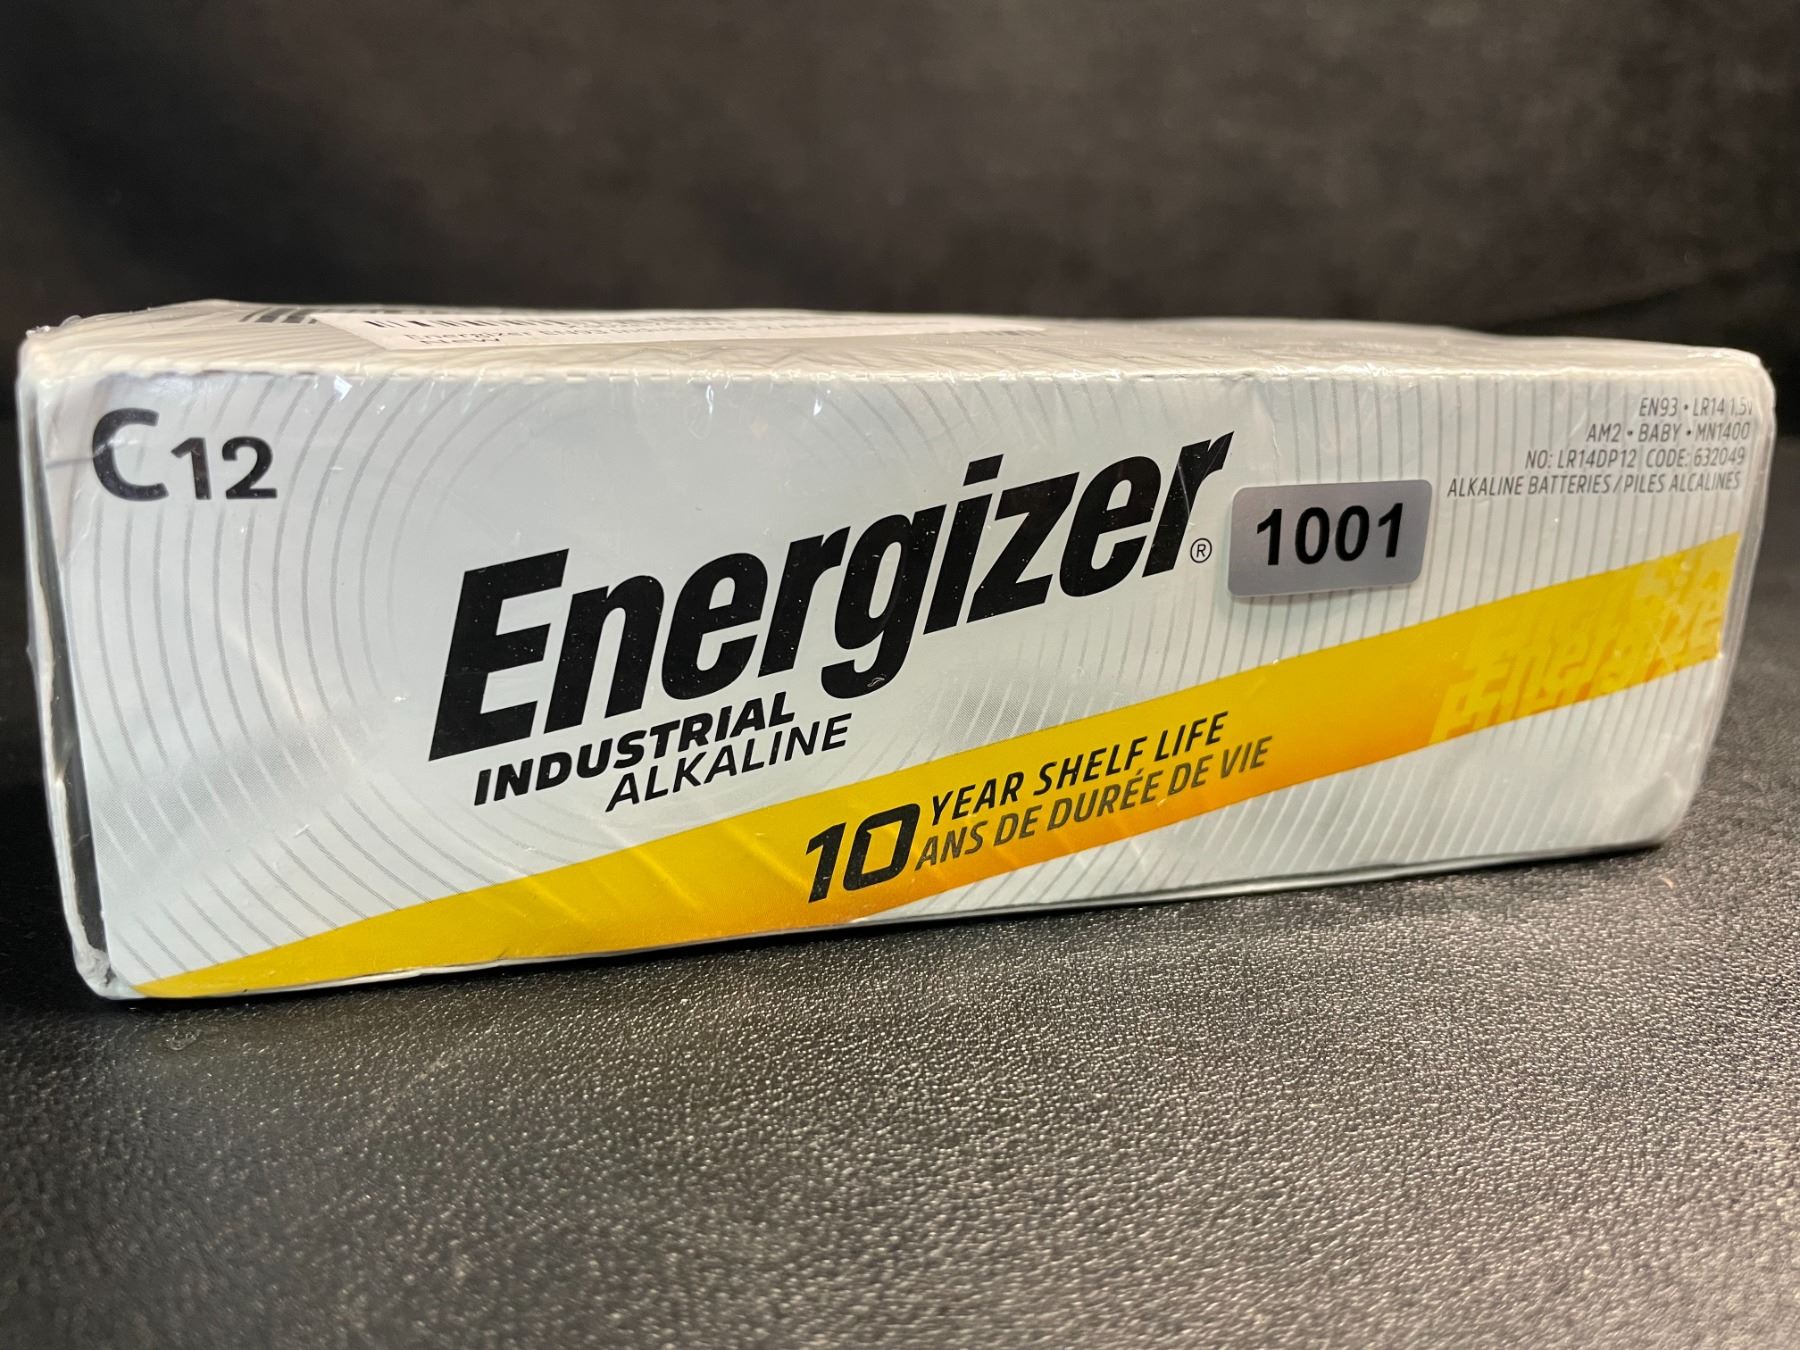 C12
EN93 • LR14 1.5V
AM2 • BABY • MN1400
NO: LR14DP12 CODE: 632049
ALKALINE BATTERIES/PILES ALCALINES
Energizer®
1001
INDUSTRIAL
ALKALINE
10 YEAR SHELF LIFE
ANS DE DURÉE DE VIE
Energize